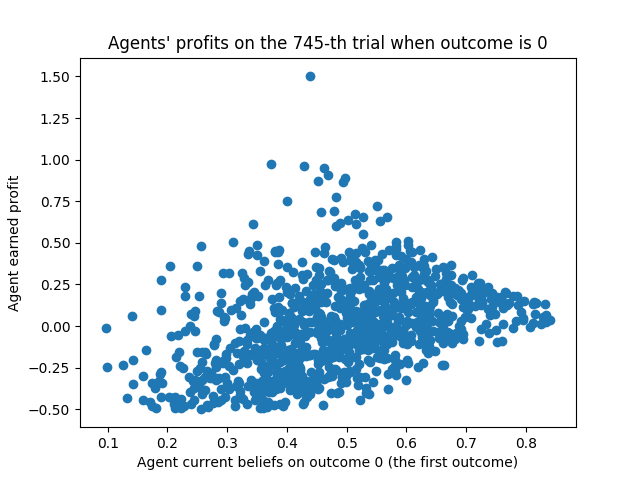 Agents' profits on the 745-th trial when outcome is 0
1.50
1.25
1.00
0.75
0.50
0.25
0.00
−0.25
−0.50
Agent earned profit
0.1 0.2 0.3 0.4 0.5 0.6 0.7 0.8
Agent current beliefs on outcome 0 (the first outcome)